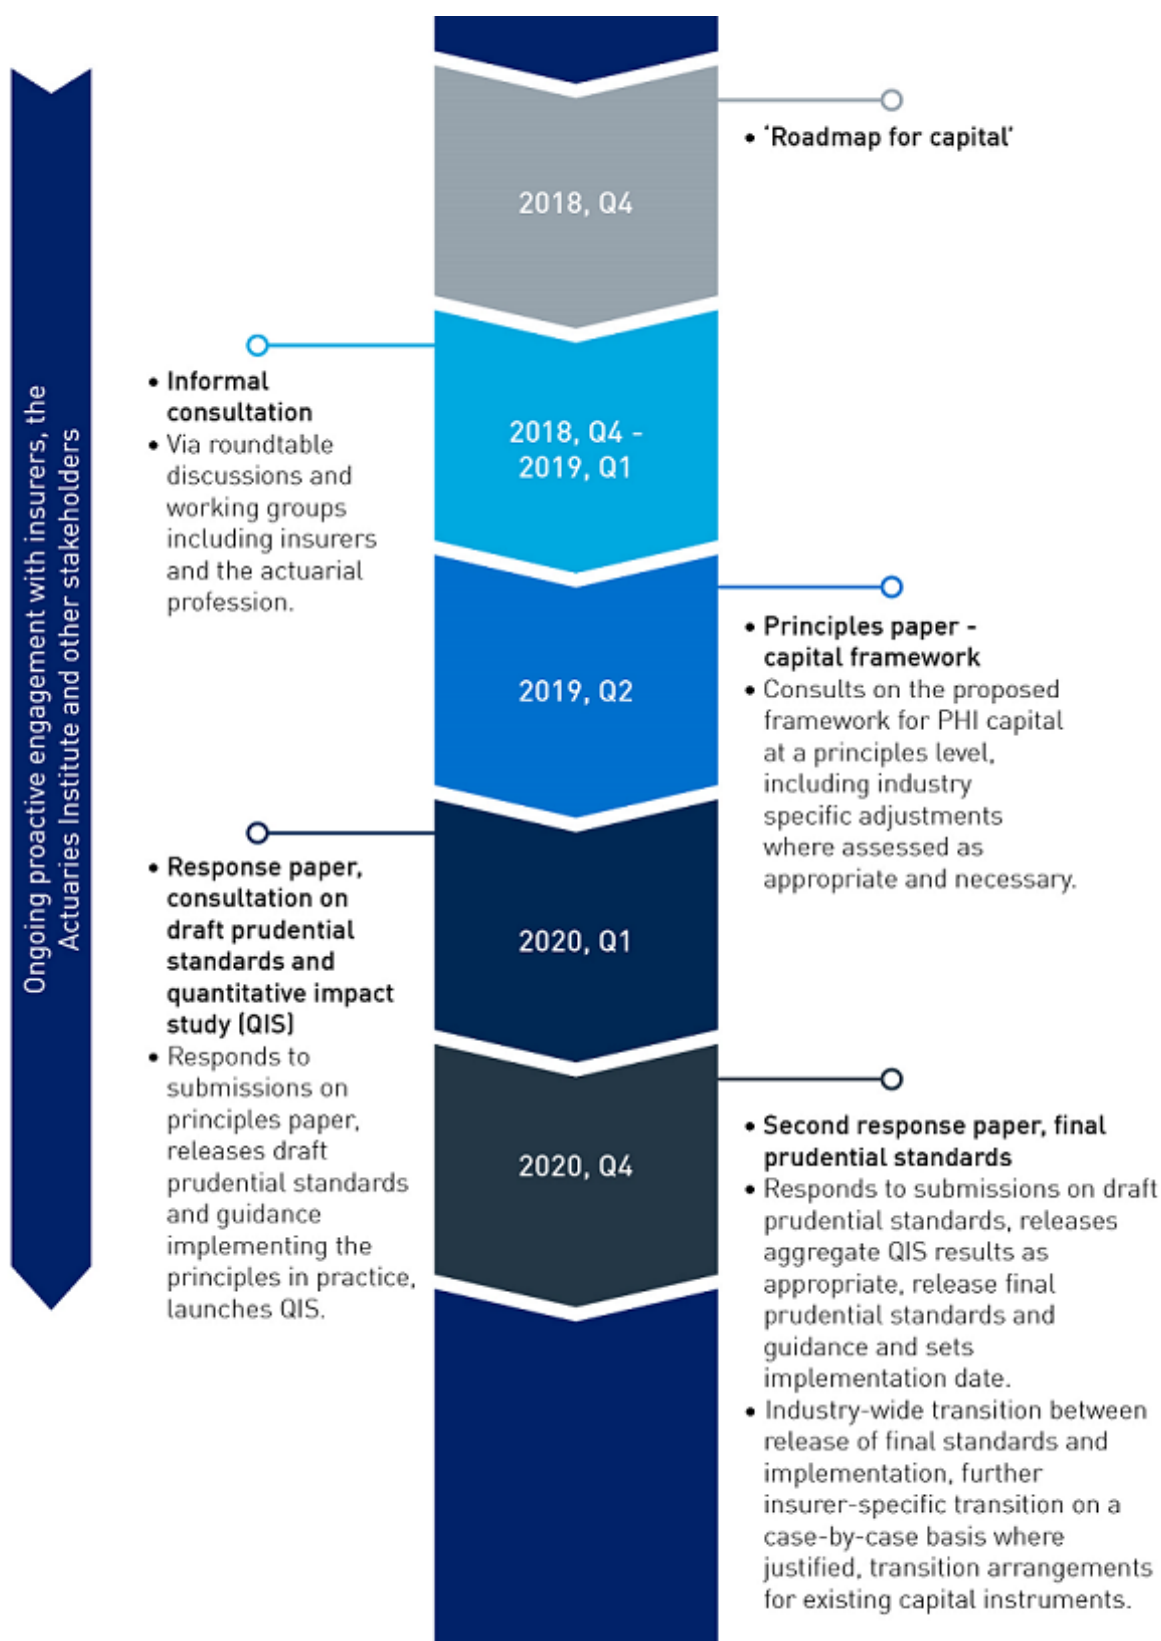 Ongoing proactive engagement with insurers, the
Actuaries Institute and other stakeholders
2018, Q4
• ‘Roadmap for capital’
2018, Q4 -
2019, Q1
• Informal
consultation
• Via roundtable
discussions and
working groups
including insurers
and the actuarial
profession.
2019, Q2
• Principles paper -
capital framework
• Consults on the proposed
framework for PHI capital
at a principles level,
including industry
specific adjustments
where assessed as
appropriate and necessary.
2020, Q1
• Response paper,
consultation on
draft prudential
standards and
quantitative impact
study (QIS)
• Responds to
submissions on
principles paper,
releases draft
prudential standards
and guidance
implementing the
principles in practice,
launches QIS.
2020, Q4
• Second response paper, final
prudential standards
• Responds to submissions on draft
prudential standards, releases
aggregate QIS results as
appropriate, release final
prudential standards and
guidance and sets
implementation date.
• Industry-wide transition between
release of final standards and
implementation, further
insurer-specific transition on a
case-by-case basis where
justified, transition arrangements
for existing capital instruments.